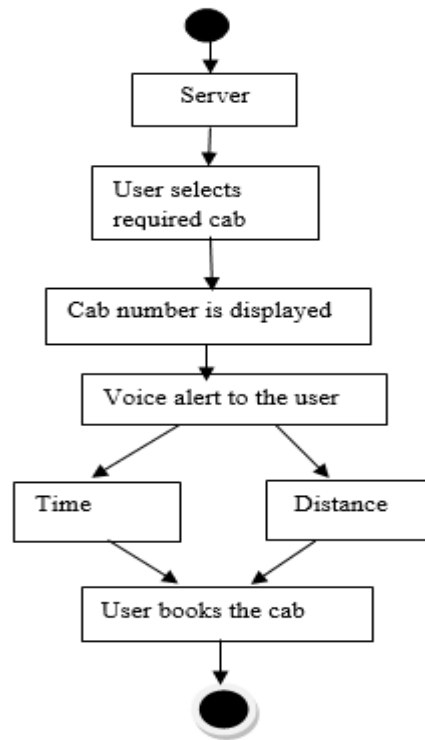 Server
User selects
required cab
Cab number is displayed
Voice alert to the user
Time
Distance
User books the cab